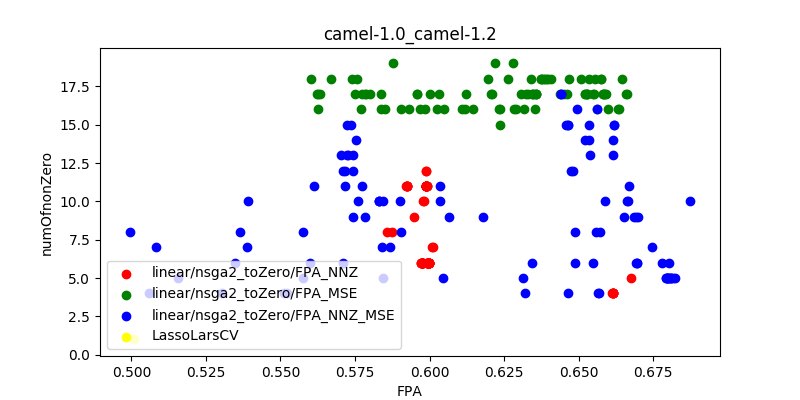 camel-1.0_camel-1.2
numOfnonZero
17.5
15.0
12.5
10.0
7.5
5.0
2.5
0.0
linear/nsga2_toZero/FPA_NNZ
linear/nsga2_toZero/FPA_MSE
linear/nsga2_toZero/FPA_NNZ_MSE
LassoLarsCV
0.500 0.525 0.550 0.575 0.600 0.625 0.650 0.675
FPA